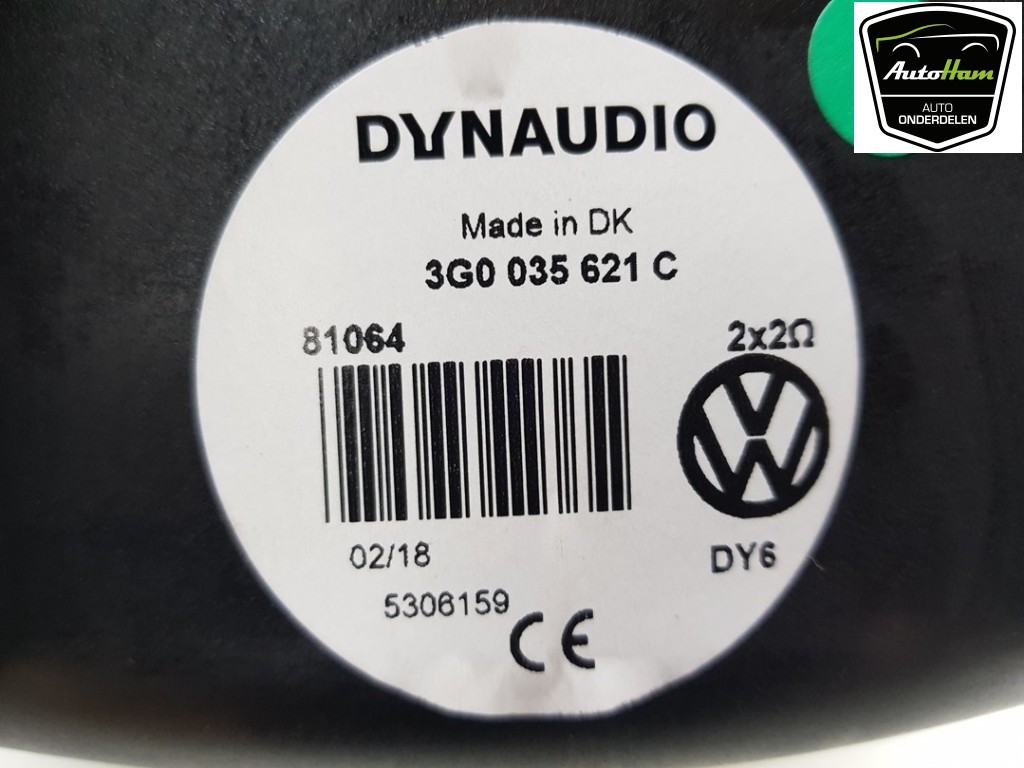 DYNAUDIO
Made in DK
3G0 035 621 C
81064
2x2Ω
02/18
DY6
5306159
CE
AutoHam
AUTO
ONDERDELEN